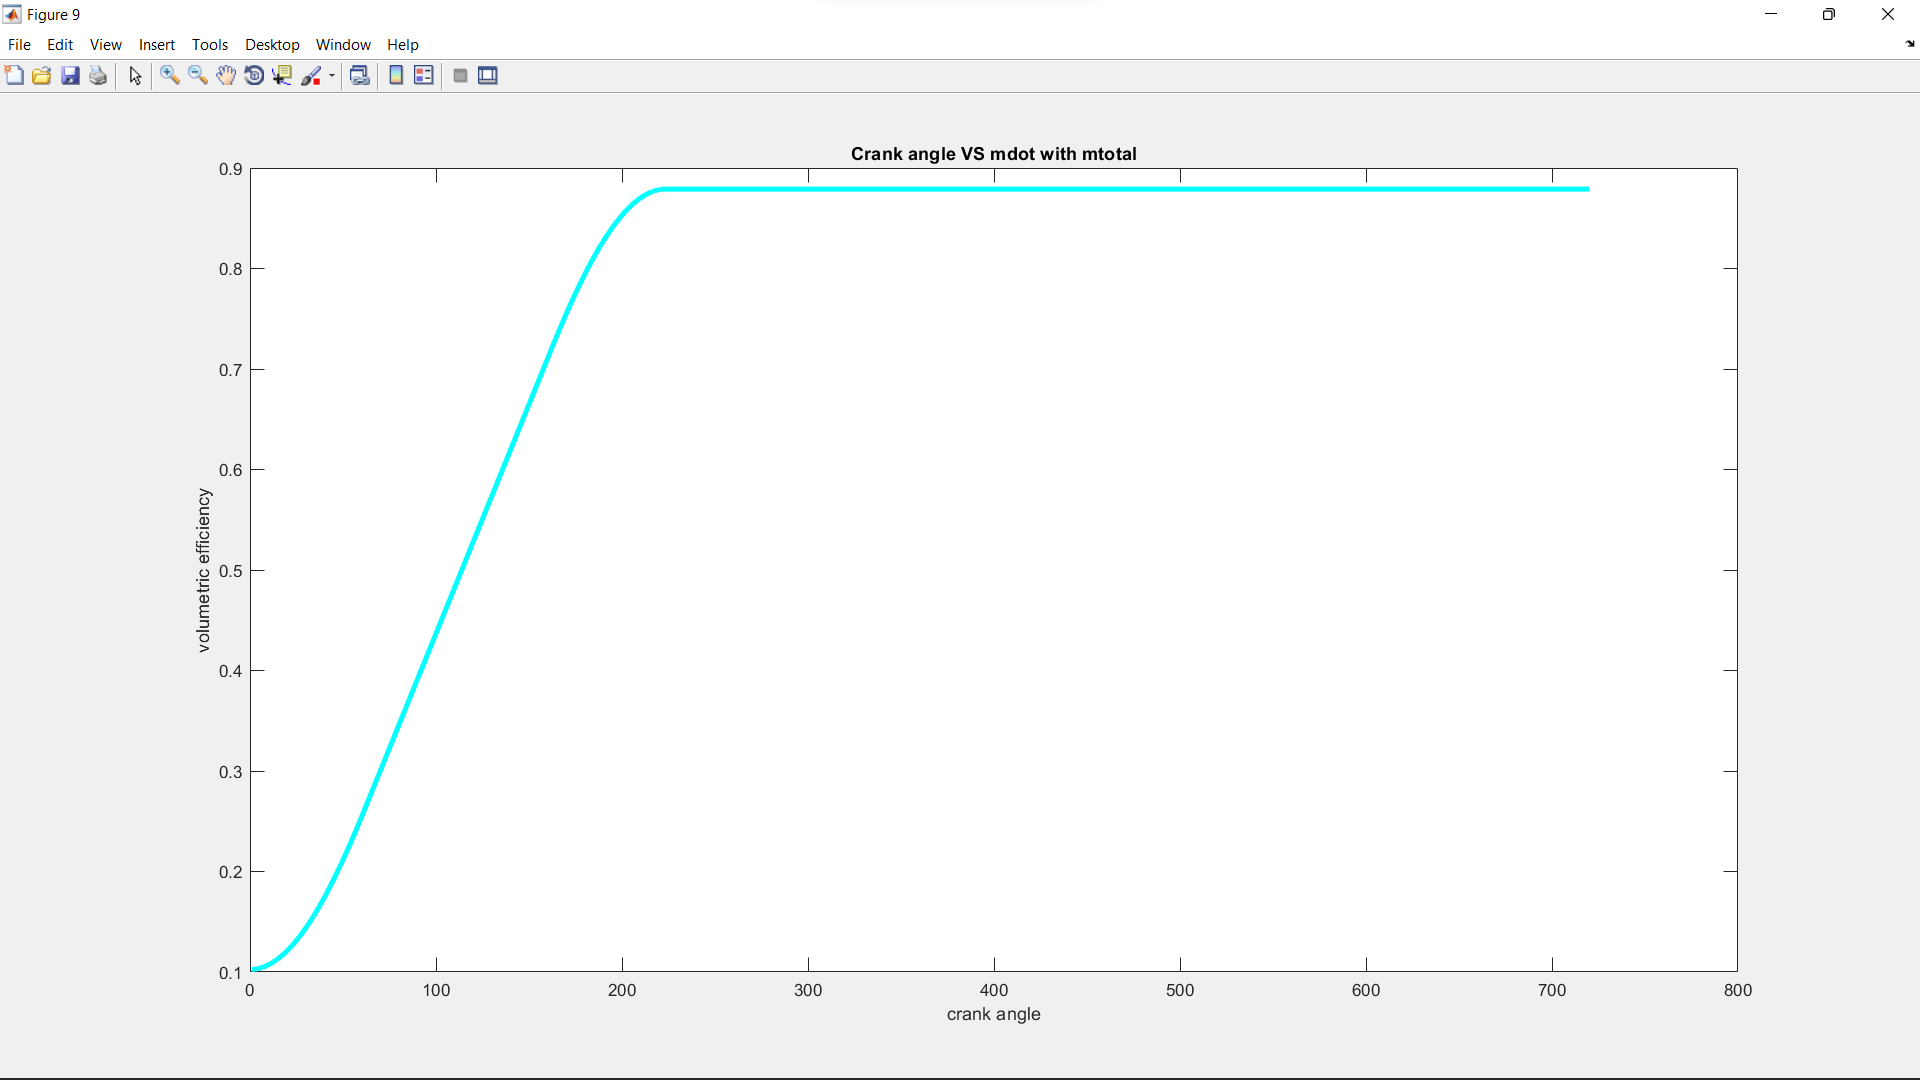 Figure 9
File Edit View Insert Tools Desktop Window Help
Crank angle VS mdot with mtotal
0.9
0.8
0.7
0.6
0.5
0.4
0.3
0.2
0.1
volumetric efficiency
0 100 200 300 400 500 600 700 800
crank angle